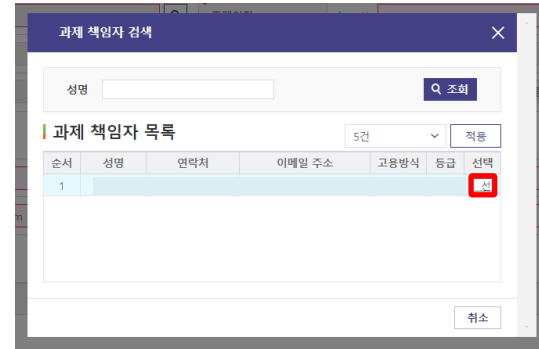 과제 책임자 검색
성명
조회
과제 책임자 목록
5건
적용
순서 성명 연락처 이메일 주소 고용방식 등급 선택
1 선
취소